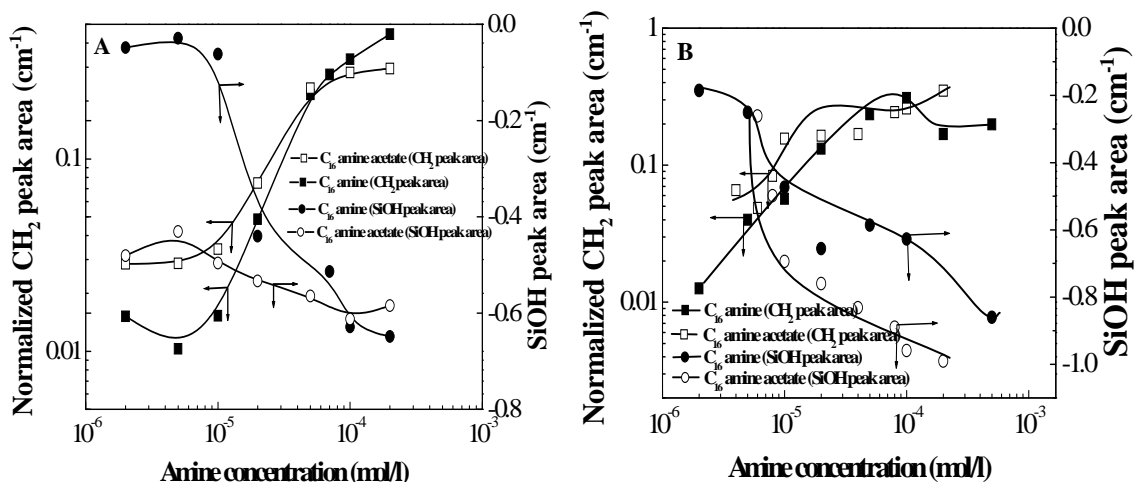 A
Normalized CH₂ peak area (cm⁻¹)
0.1
0.01
0.0
-0.2
-0.4
-0.6
-0.8
SiOH peak area (cm⁻¹)
C₁₆ amine acetate (CH₂ peak area)
C₁₆ amine (CH₂ peak area)
C₁₆ amine (SiOH peak area)
C₁₆ amine acetate (SiOH peak area)
10⁻⁶
10⁻⁵
10⁻⁴
10⁻³
Amine concentration (mol/l)
B
Normalized CH₂ peak area (cm⁻¹)
1
0.1
0.01
0.0
-0.2
-0.4
-0.6
-0.8
-1.0
SiOH peak area (cm⁻¹)
C₁₆ amine (CH₂ peak area)
C₁₆ amine acetate (CH₂ peak area)
C₁₆ amine (SiOH peak area)
C₁₆ amine acetate (SiOH peak area)
10⁻⁶
10⁻⁵
10⁻⁴
10⁻³
Amine concentration (mol/l)